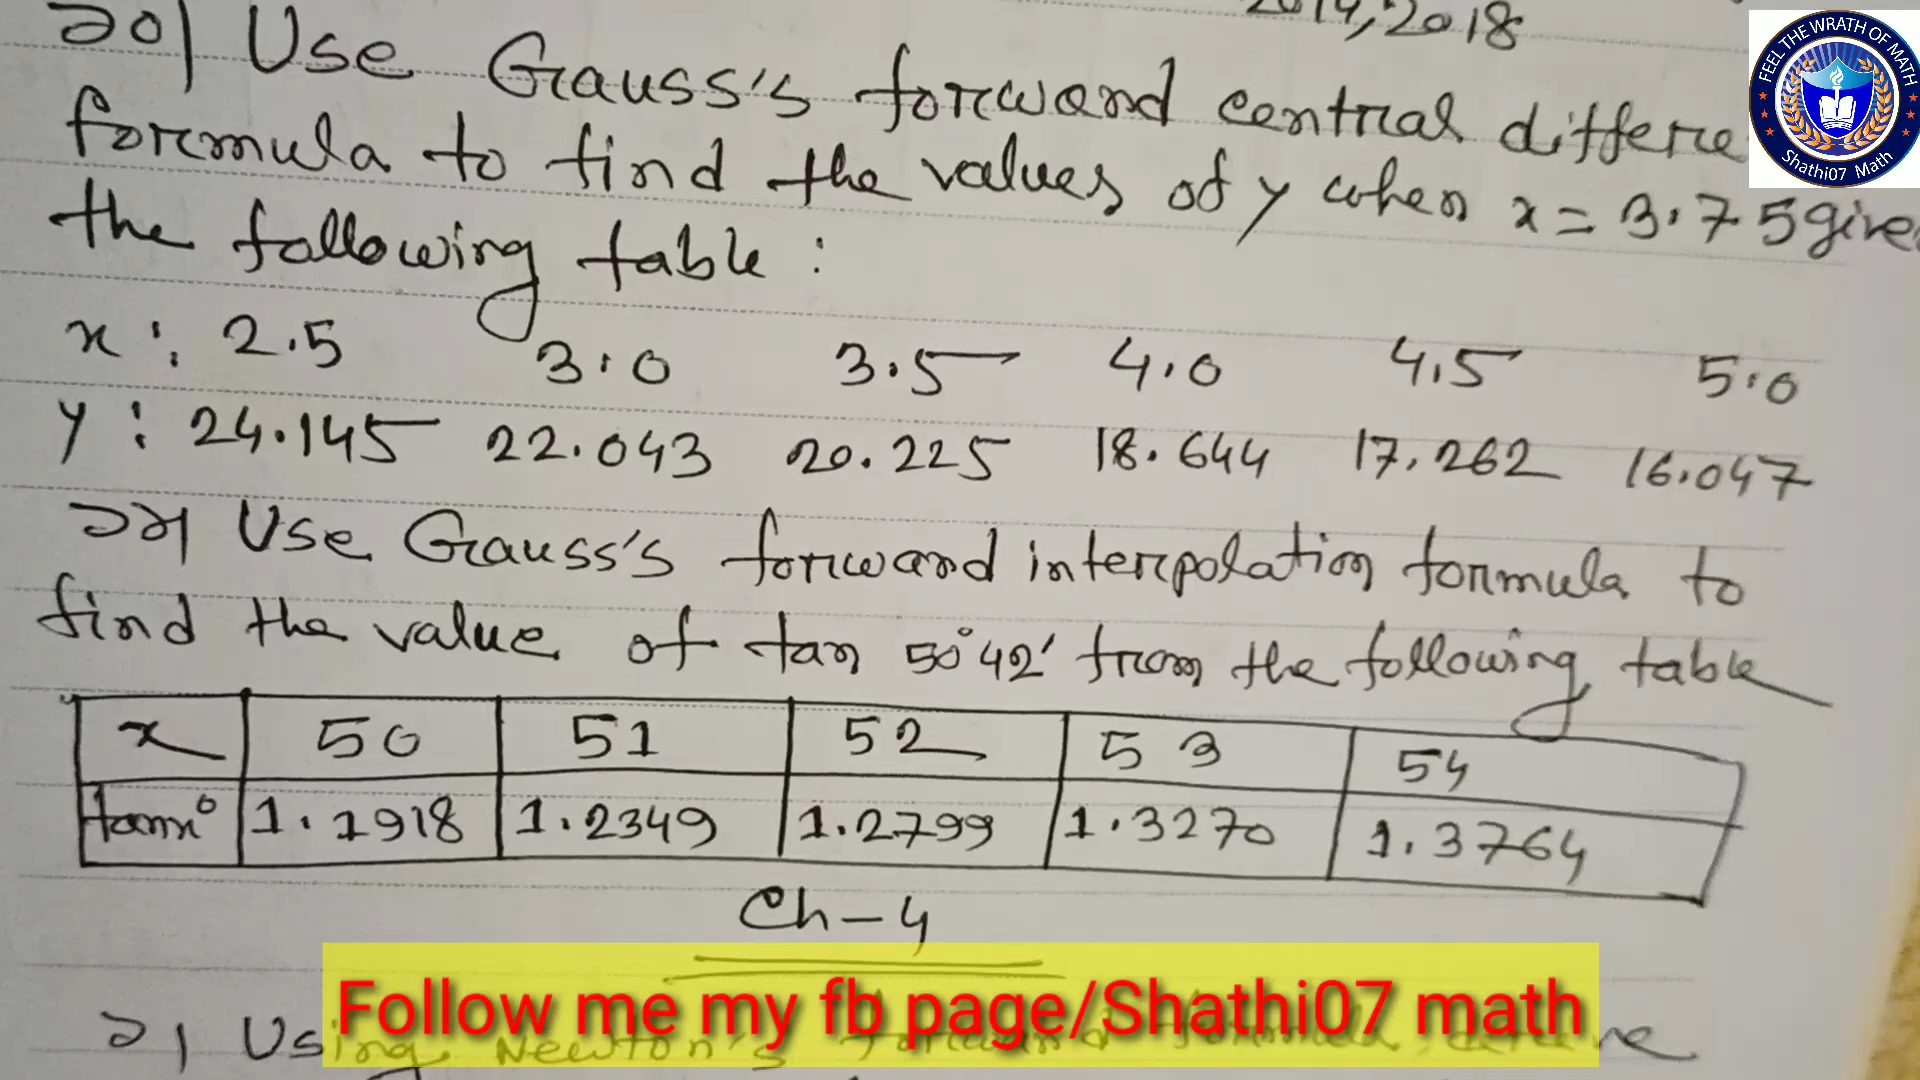 2014, 2018
২০| Use Gauss's forward central differe
formula to find the values of y when x = 3.75 give
the following table :
x : 2.5 3.0 3.5 4.0 4.5 5.0
y : 24.145 22.043 20.225 18.644 17.262 16.047
Use Gauss's forward interpolation formula to
find the value of tan 50°42' from the following table
x 50 51 52 53 54
tanx° 1.1918 1.2349 1.2799 1.3270 1.3764
Ch-4
Follow me my fb page/Shathi07 math
২| Using Newton's forward
FEEL THE WRATH OF MATH
Shathi07 Math